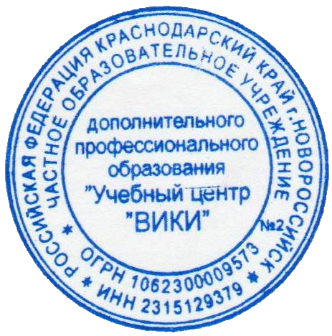 РОССИЙСКАЯ ФЕДЕРАЦИЯ КРАСНОДАРСКИЙ КРАЙ г.НОВОРОССИЙСК
ЧАСТНОЕ ОБРАЗОВАТЕЛЬНОЕ УЧРЕЖДЕНИЕ
дополнительного
профессионального
образования
"Учебный центр
"ВИКИ"
№2
ОГРН 1062300009573
* ИНН 2315129379 *